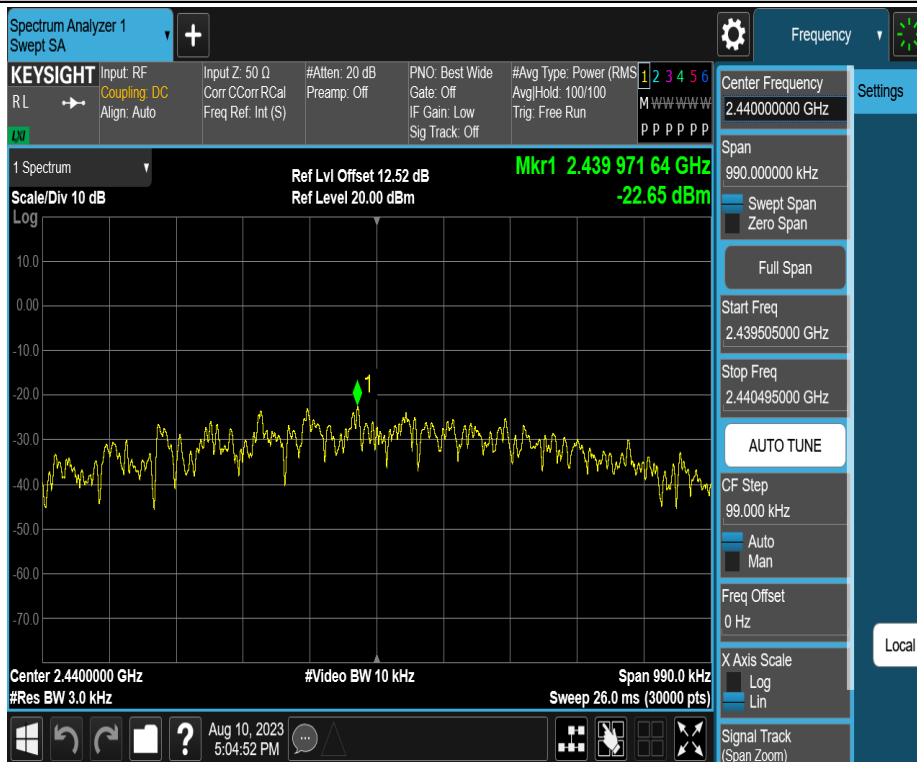 Spectrum Analyzer 1
Swept SA
+
Frequency
KEYSIGHT
RL
LXI
Input: RF
Coupling: DC
Align: Auto
Input Z: 50 Ω
Corr CCorr RCal
Freq Ref: Int (S)
#Atten: 20 dB
Preamp: Off
PNO: Best Wide
Gate: Off
IF Gain: Low
Sig Track: Off
#Avg Type: Power (RMS
Avg|Hold: 100/100
Trig: Free Run
1 2 3 4 5 6
M W W W W W
P P P P P P
1 Spectrum
Scale/Div 10 dB
Log
Ref Lvl Offset 12.52 dB
Ref Level 20.00 dBm
Mkr1 2.439 971 64 GHz
-22.65 dBm
10.0
0.00
-10.0
-20.0
-30.0
-40.0
-50.0
-60.0
-70.0
1
Center 2.4400000 GHz
#Res BW 3.0 kHz
#Video BW 10 kHz
Span 990.0 kHz
Sweep 26.0 ms (30000 pts)
Center Frequency
2.440000000 GHz
Span
990.000000 kHz
Swept Span
Zero Span
Full Span
Start Freq
2.439505000 GHz
Stop Freq
2.440495000 GHz
AUTO TUNE
CF Step
99.000 kHz
Auto
Man
Freq Offset
0 Hz
X Axis Scale
Log
Lin
Signal Track
(Span Zoom)
Settings
Local
?
Aug 10, 2023
5:04:52 PM